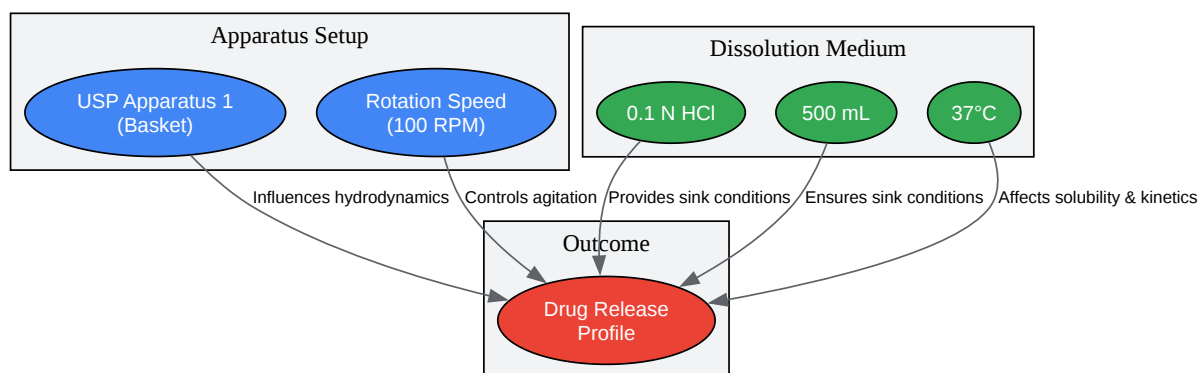 Apparatus Setup
Dissolution Medium
USP Apparatus 1
(Basket)
Rotation Speed
(100 RPM)
0.1 N HCl
500 mL
37°C
Influences hydrodynamics
Controls agitation
Provides sink conditions
Ensures sink conditions
Affects solubility & kinetics
Outcome
Drug Release
Profile